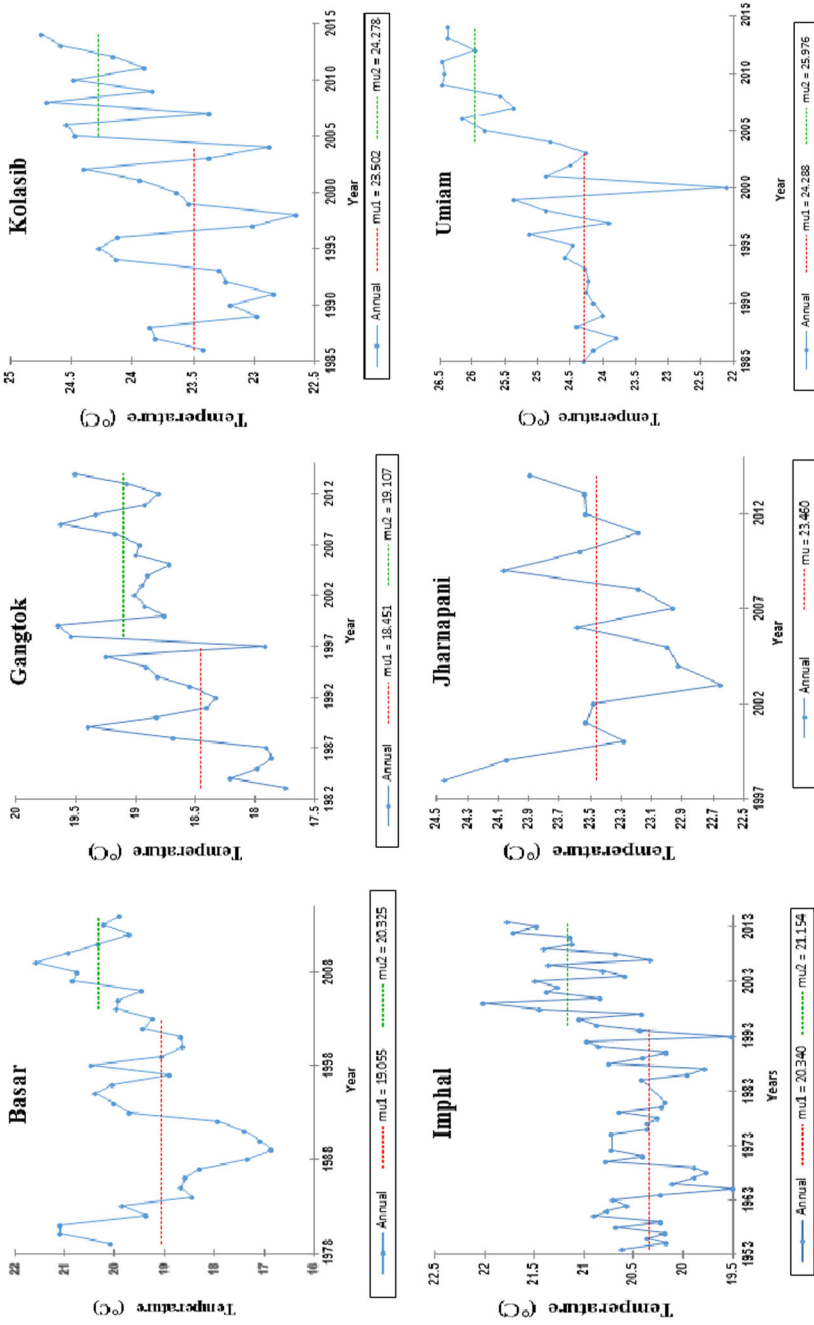 Basar
Temperature (°C)
22
21
20
19
18
17
16
1978
1988
1998
2008
Year
Annual
mu1 = 19.055
mu2 = 20.325
Gangtok
Temperature (°C)
20
19.5
19
18.5
18
17.5
1982
1987
1992
1997
2002
2007
2012
Year
Annual
mu1 = 18.451
mu2 = 19.107
Kolasib
Temperature (°C)
25
24.5
24
23.5
23
22.5
1985
1990
1995
2000
2005
2010
2015
Year
Annual
mu1 = 23.502
mu2 = 24.278
Imphal
Temperature (°C)
22.5
22
21.5
21
20.5
20
19.5
1953
1963
1973
1983
1993
2003
2013
Years
Annual
mu1 = 20.340
mu2 = 21.154
Jharnapani
Temperature (°C)
24.5
24.3
24.1
23.9
23.7
23.5
23.3
23.1
22.9
22.7
22.5
1997
2002
2007
2012
Year
Annual
mu = 23.460
Umiam
Temperature (°C)
26.5
26
25.5
25
24.5
24
23.5
23
22.5
22
1985
1990
1995
2000
2005
2010
2015
Year
Annual
mu1 = 24.288
mu2 = 25.976